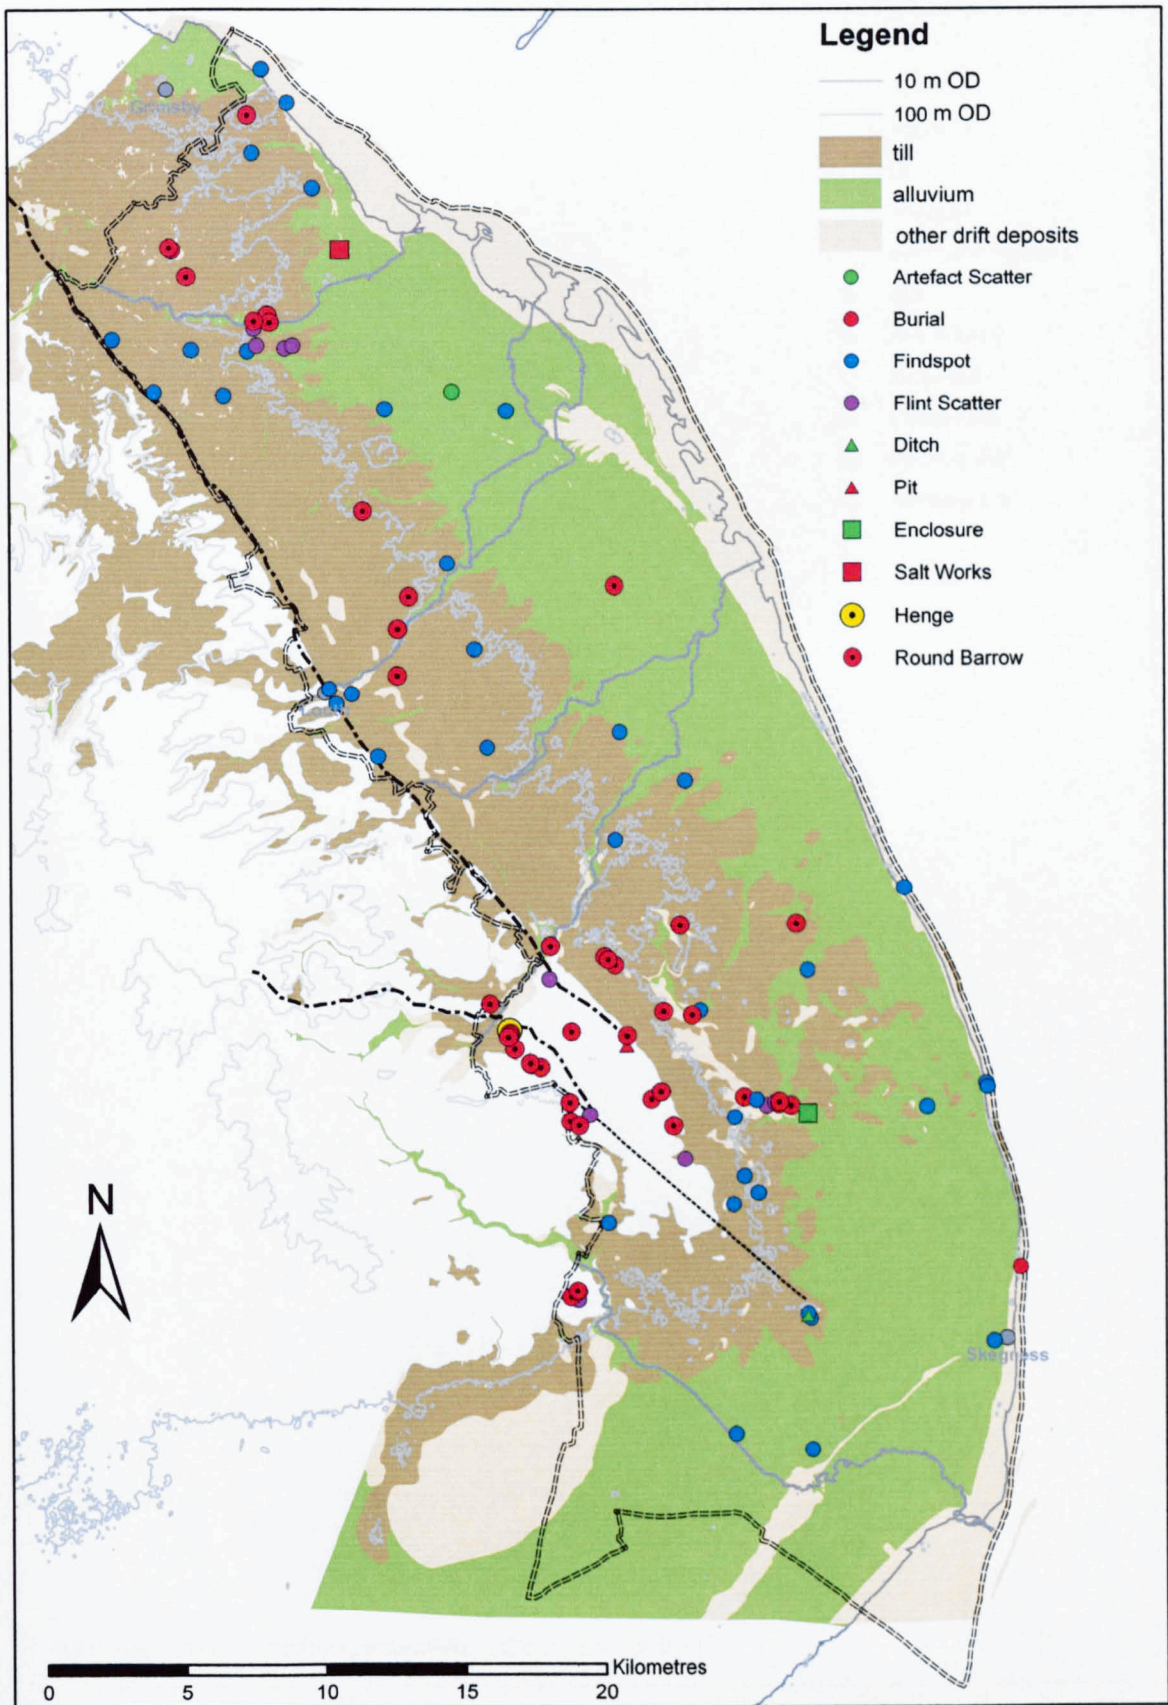 Legend
10 m OD
100 m OD
till
alluvium
other drift deposits
Artefact Scatter
Burial
Findspot
Flint Scatter
Ditch
Pit
Enclosure
Salt Works
Henge
Round Barrow
Grimsby
N
Skegness
Kilometres
0 5 10 15 20